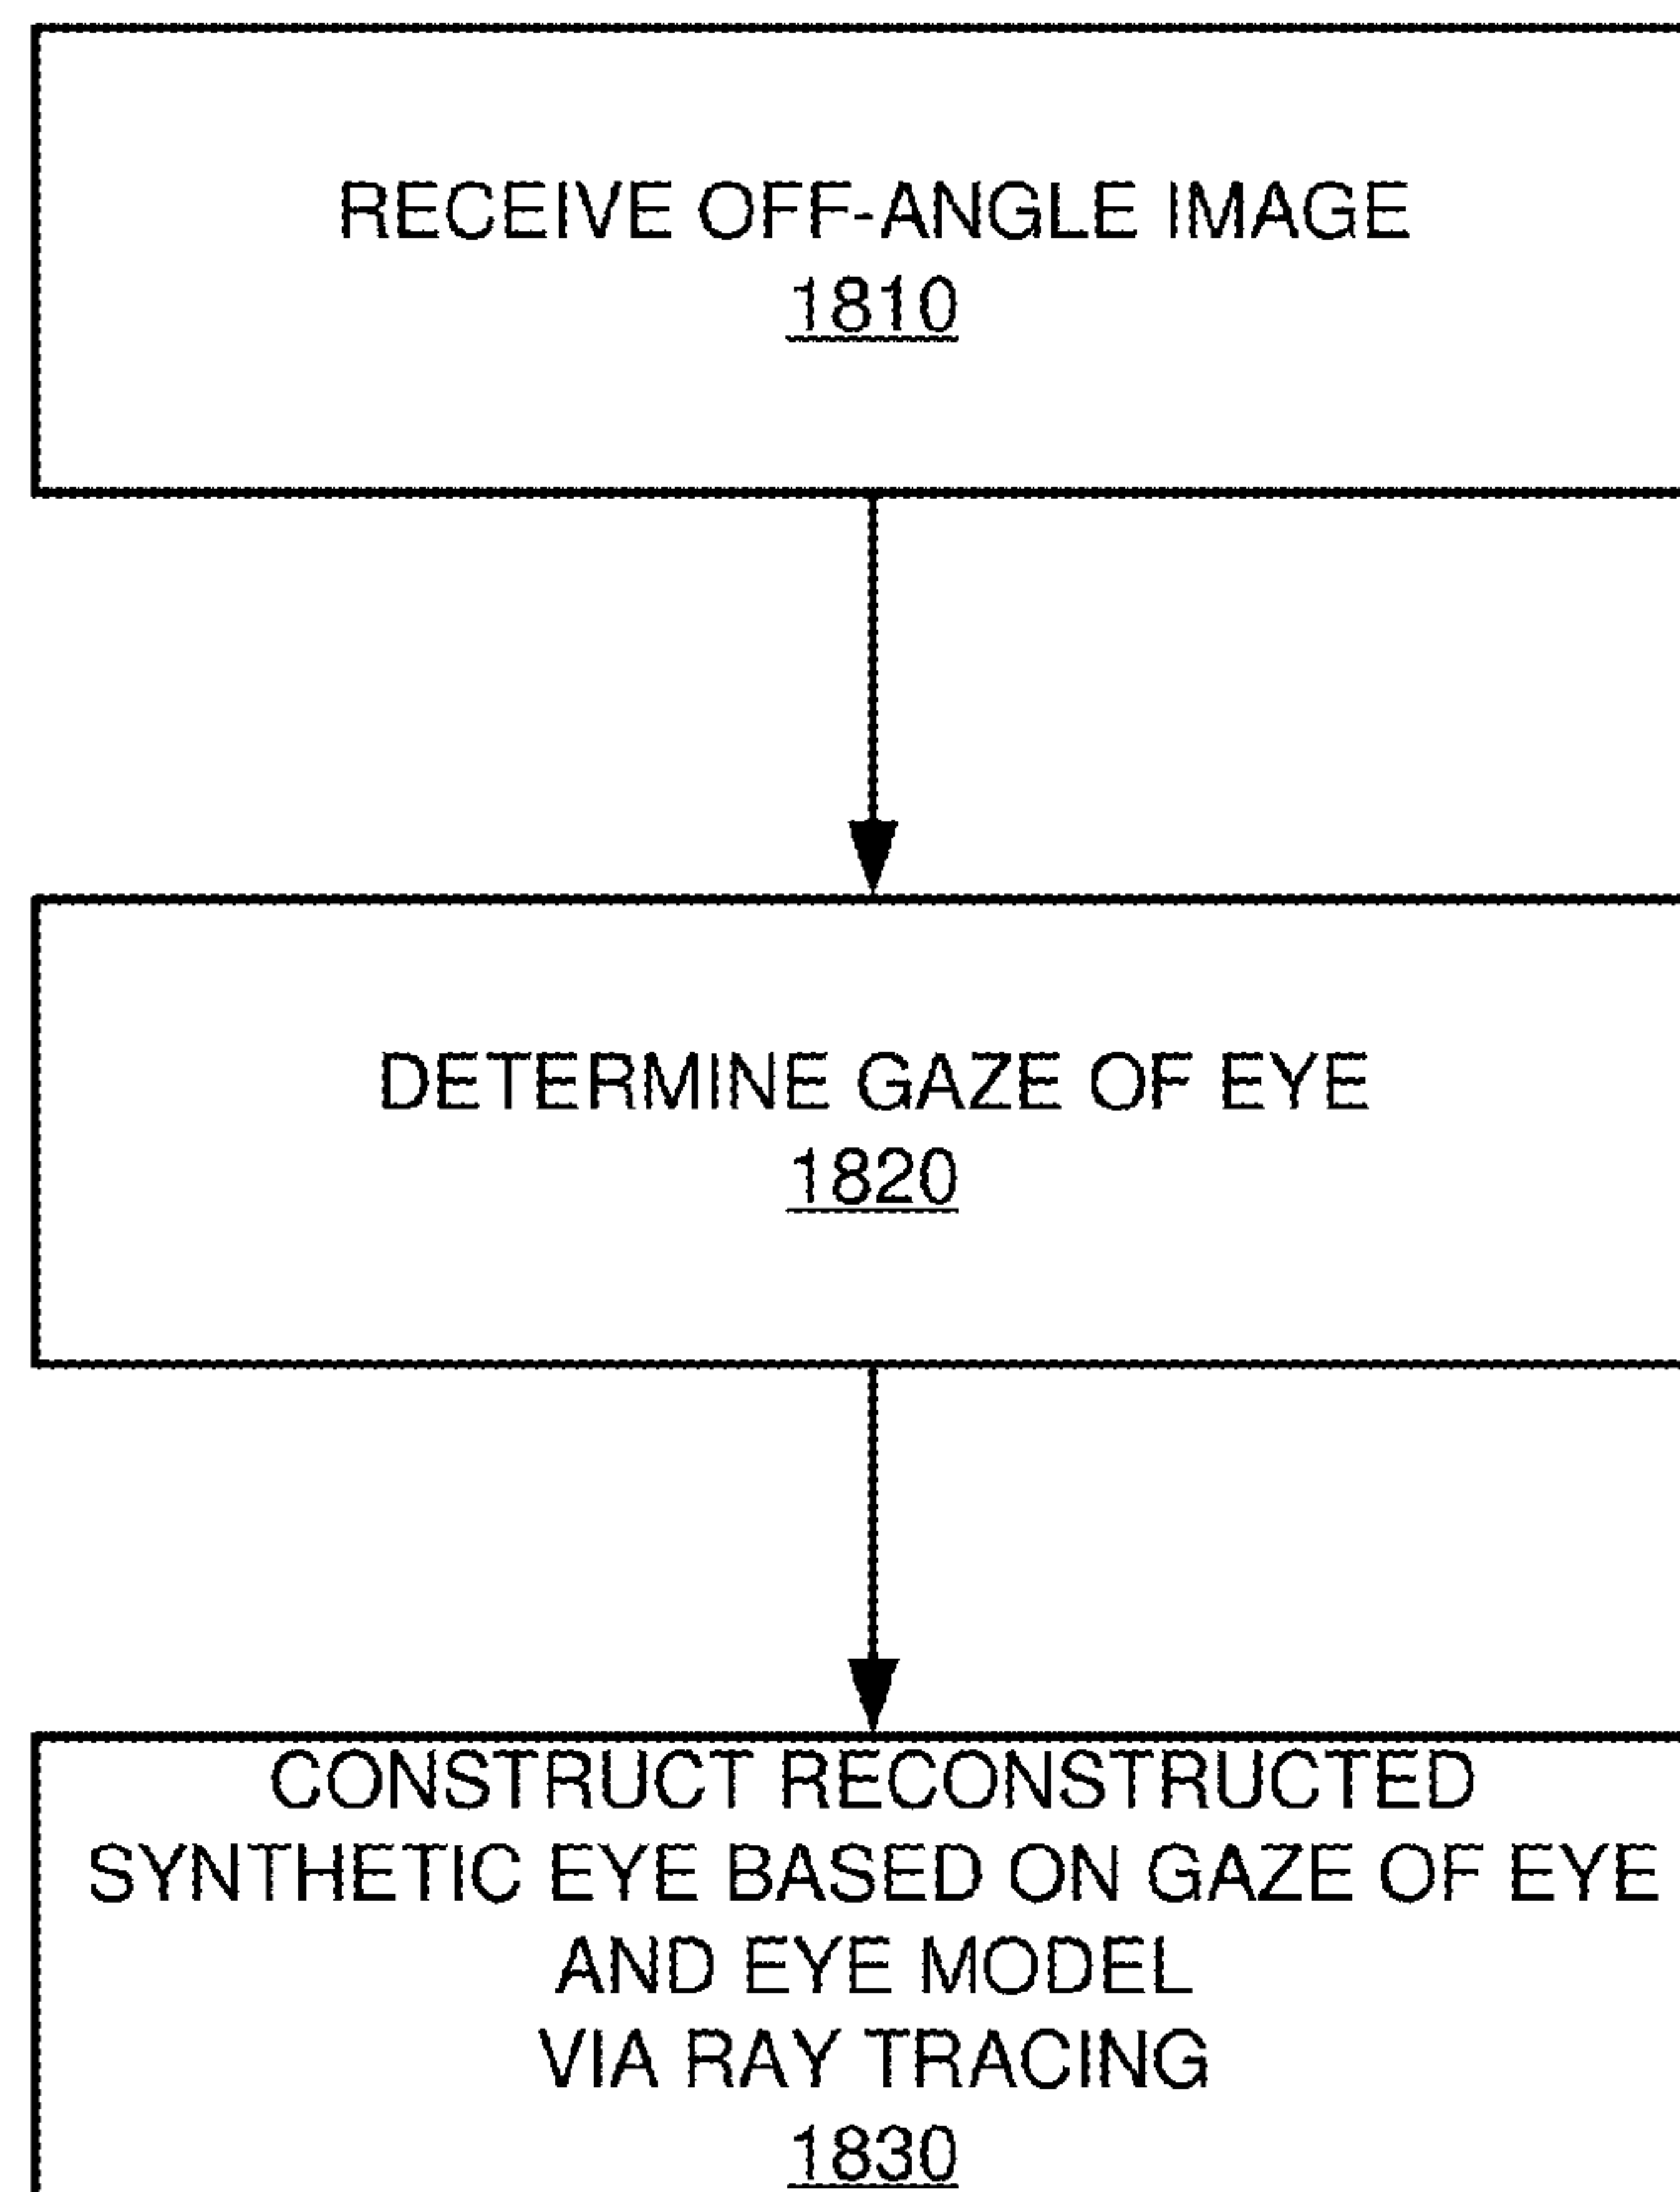 RECEIVE OFF-ANGLE IMAGE
1810
DETERMINE GAZE OF EYE
1820
CONSTRUCT RECONSTRUCTED
SYNTHETIC EYE BASED ON GAZE OF EYE
AND EYE MODEL
VIA RAY TRACING
1830